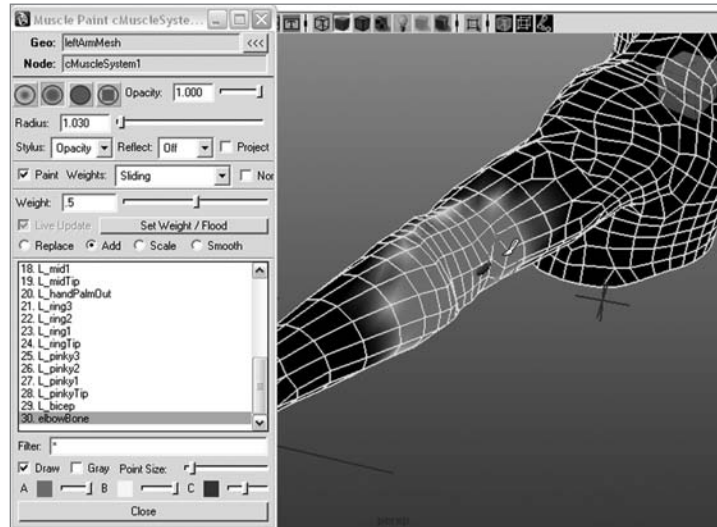 Muscle Paint cMuscleSyste...
Geo: leftArmMesh <<<
Node: cMuscleSystem1
Opacity: 1.000
Radius: 1.030
Stylus: Opacity Reflect: Off Project
Paint Weights: Sliding Nor
Weight: .5
Live Update Set Weight / Flood
Replace Add Scale Smooth
18. L_mid1
19. L_midTip
20. L_handPalmOut
21. L_ring3
22. L_ring2
23. L_ring1
24. L_ringTip
25. L_pinky3
26. L_pinky2
27. L_pinky1
28. L_pinkyTip
29. L_bicep
30. elbowBone
Filter: *
Draw Gray Point Size:
A B C
Close
persp